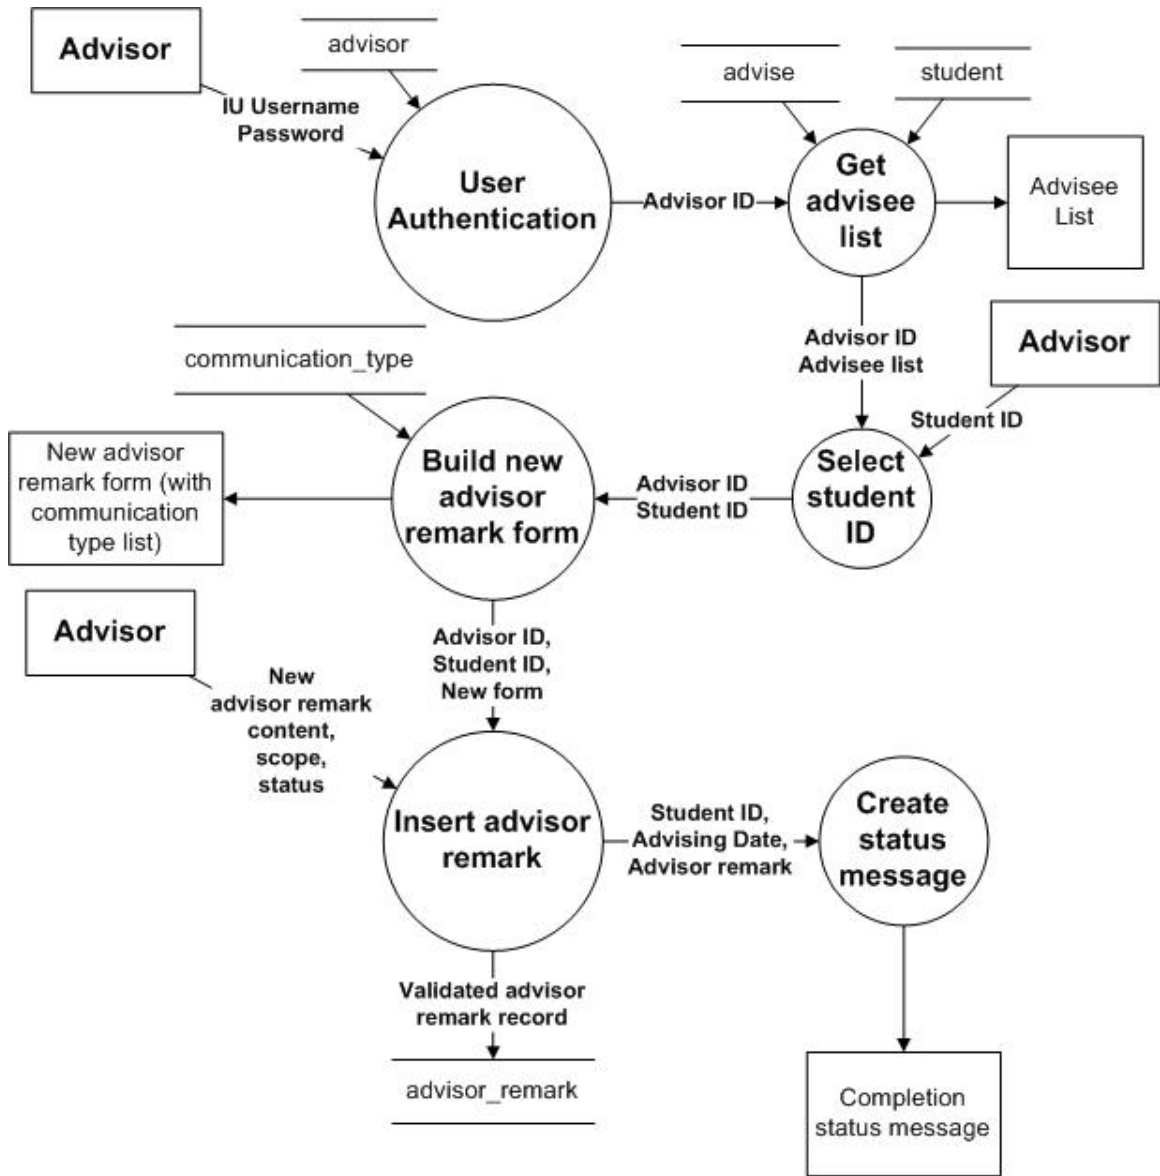 Advisor
advisor
IU Username
Password
User
Authentication
Advisor ID
advise
student
Get
advisee
list
Advisee
List
Advisor ID
Advisee list
Advisor
Student ID
Select
student
ID
Advisor ID
Student ID
communication_type
Build new
advisor
remark form
New advisor
remark form (with
communication
type list)
Advisor
New
advisor remark
content,
scope,
status
Advisor ID,
Student ID,
New form
Insert advisor
remark
Student ID,
Advising Date,
Advisor remark
Create
status
message
Validated advisor
remark record
advisor_remark
Completion
status message